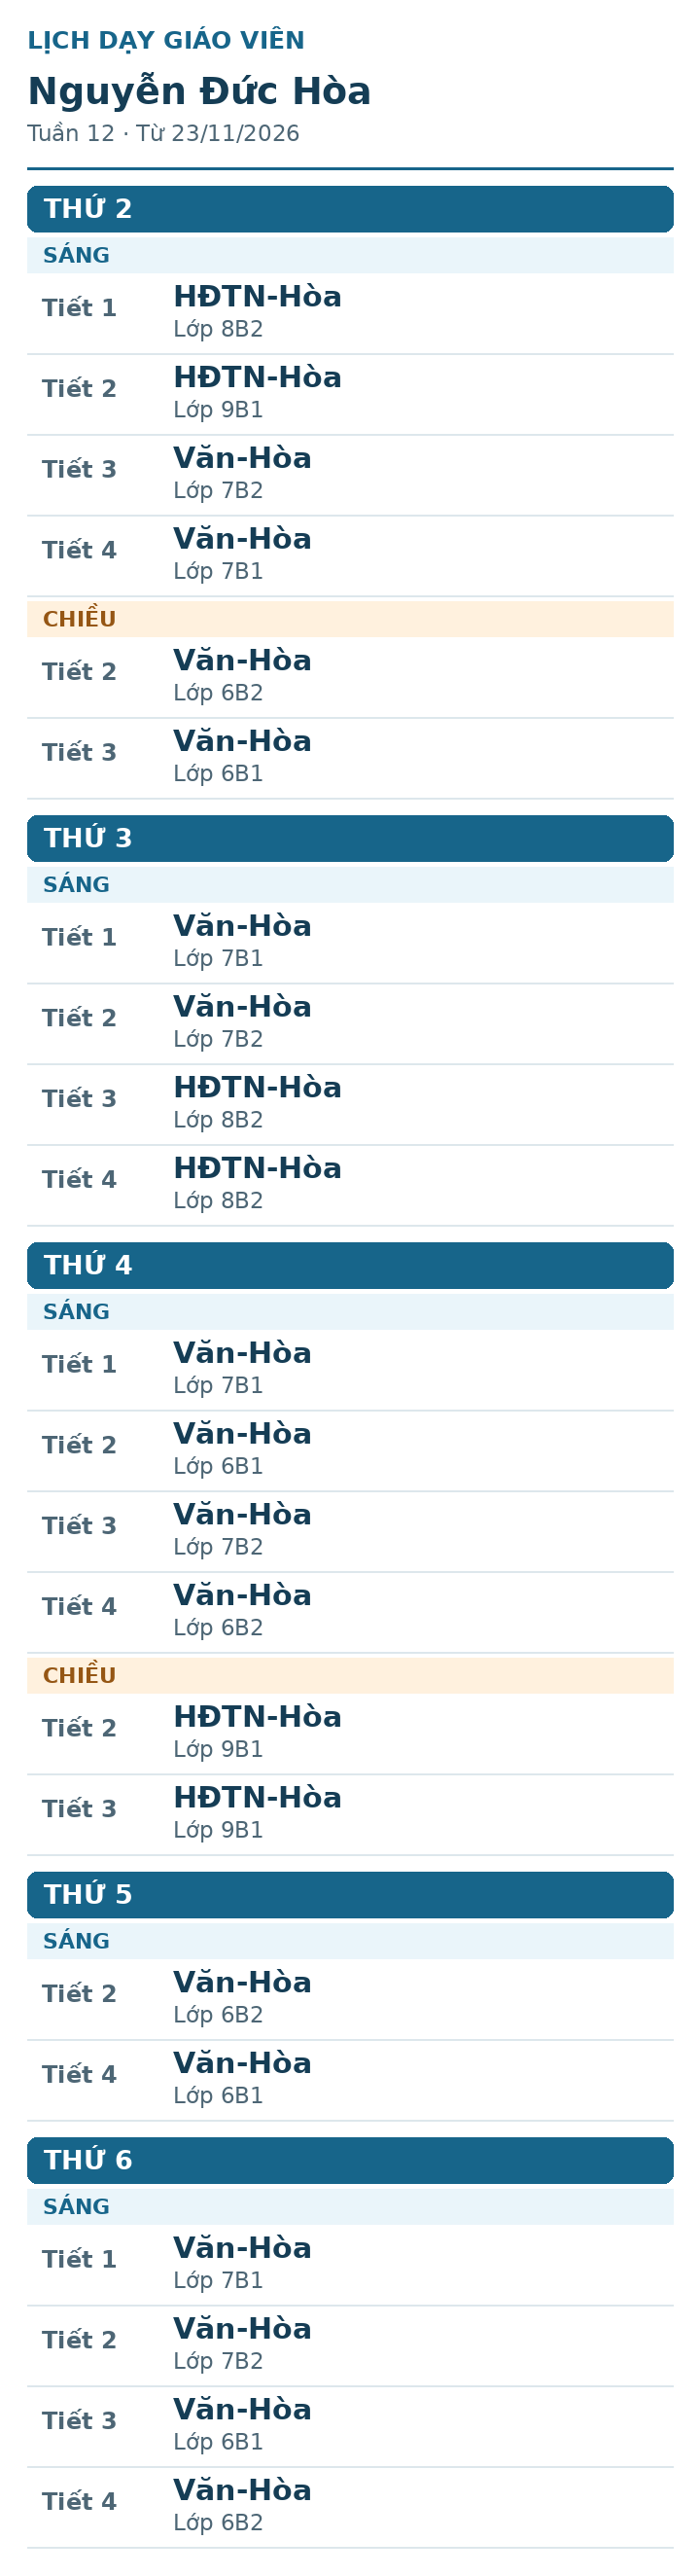 LỊCH DẠY GIÁO VIÊN
Nguyễn Đức Hòa
Tuần 12 · Từ 23/11/2026
THỨ 2
SÁNG
Tiết 1 HĐTN-Hòa
Lớp 8B2
Tiết 2 HĐTN-Hòa
Lớp 9B1
Tiết 3 Văn-Hòa
Lớp 7B2
Tiết 4 Văn-Hòa
Lớp 7B1
CHIỀU
Tiết 2 Văn-Hòa
Lớp 6B2
Tiết 3 Văn-Hòa
Lớp 6B1
THỨ 3
SÁNG
Tiết 1 Văn-Hòa
Lớp 7B1
Tiết 2 Văn-Hòa
Lớp 7B2
Tiết 3 HĐTN-Hòa
Lớp 8B2
Tiết 4 HĐTN-Hòa
Lớp 8B2
THỨ 4
SÁNG
Tiết 1 Văn-Hòa
Lớp 7B1
Tiết 2 Văn-Hòa
Lớp 6B1
Tiết 3 Văn-Hòa
Lớp 7B2
Tiết 4 Văn-Hòa
Lớp 6B2
CHIỀU
Tiết 2 HĐTN-Hòa
Lớp 9B1
Tiết 3 HĐTN-Hòa
Lớp 9B1
THỨ 5
SÁNG
Tiết 2 Văn-Hòa
Lớp 6B2
Tiết 4 Văn-Hòa
Lớp 6B1
THỨ 6
SÁNG
Tiết 1 Văn-Hòa
Lớp 7B1
Tiết 2 Văn-Hòa
Lớp 7B2
Tiết 3 Văn-Hòa
Lớp 6B1
Tiết 4 Văn-Hòa
Lớp 6B2